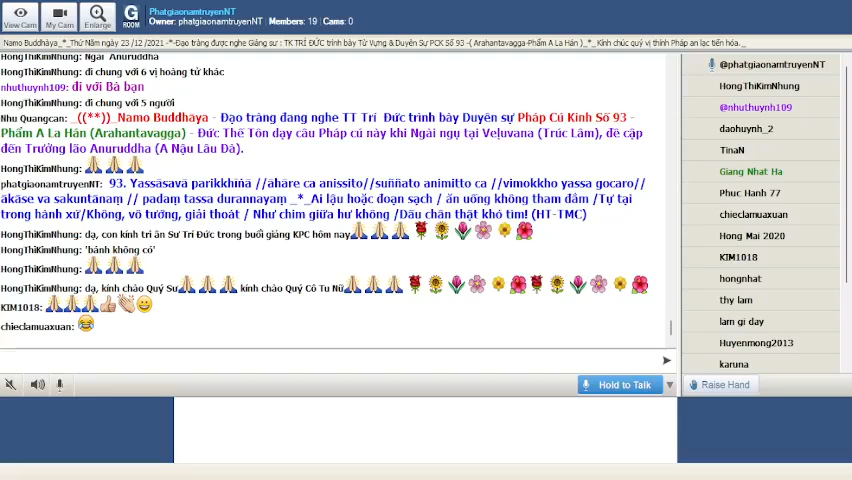 PhatgiaonamtruyenNT
Owner: phatgiaonamtruyenNT Members: 19 | Cams: 0
View Cam
My Cam
Enlarge
G
ROOM
Namo Buddhàya_*_Thứ Năm ngày 23 /12 /2021 -*-Đạo tràng được nghe Giảng sư : TK TRÍ ĐỨC trình bày Từ Vựng & Duyên Sự PCK Số 93 -( Arahantavagga-Phẩm A La Hán )_*_ Kính chúc quý vị thính Pháp an lạc tiến hóa._
HongThiKimNhung: Ngài Anuruddha
HongThiKimNhung: đi chung với 6 vị hoàng tử khác
nhuthuynh109: đi với Bà bạn
HongThiKimNhung: đi chung với 5 người
Nhu Quangcan: _((**))_Namo Buddhàya - Đạo tràng đang nghe TT Trí Đức trình bày Duyên sự Pháp Cú Kinh Số 93 -
Phẩm A La Hán (Arahantavagga) - Đức Thế Tôn dạy câu Pháp cú này khi Ngài ngụ tại Veḷuvana (Trúc Lâm), đề cập
đến Trưởng lão Anuruddha (A Nậu Lâu Đà).
HongThiKimNhung:
phatgiaonamtruyenNT: 93. Yassāsavā parikkhīnā //āhāre ca anissito//suññato animitto ca //vimokkho yassa gocaro//
ākāse va sakuntānaṃ // padaṃ tassa durannayaṃ _*_Ai lậu hoặc đoạn sạch / ăn uống không tham đắm /Tự tại
trong hành xứ/Không, vô tướng, giải thoát / Như chim giữa hư không /Dấu chân thật khó tìm! (HT-TMC)
HongThiKimNhung: dạ, con kính tri ân Sư Trí Đức trong buổi giảng KPC hôm nay
HongThiKimNhung: 'bánh không có'
HongThiKimNhung:
HongThiKimNhung: dạ, kính chào Quý Sư kính chào Quý Cô Tu Nữ
KIM1018:
chieclamuaxuan:
Hold to Talk
@phatgiaonamtruyenNT
HongThiKimNhung
@nhuthuynh109
daohuynh_2
TinaN
Giang Nhat Ha
Phuc Hanh 77
chieclamuaxuan
Hong Mai 2020
KIM1018
hongnhat
thy lam
lam gi day
Huyenmong2013
karuna
Raise Hand